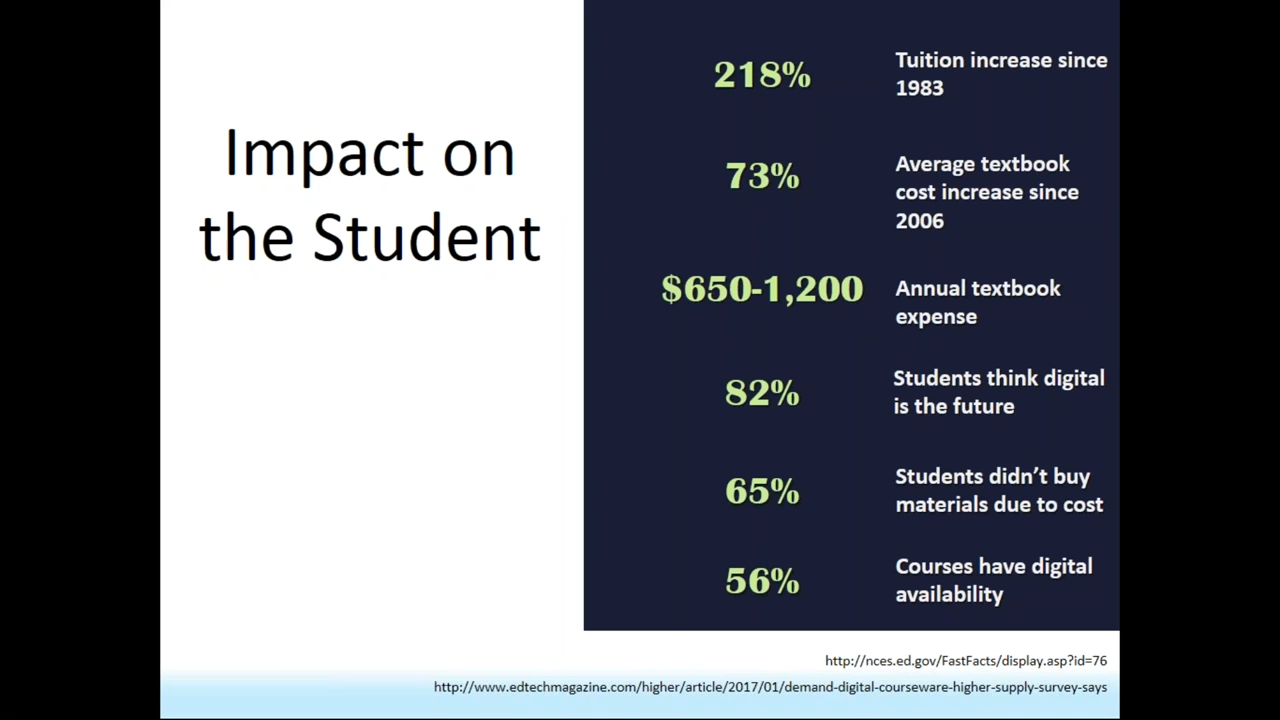 Impact on
the Student
218%
Tuition increase since
1983
73%
Average textbook
cost increase since
2006
$650-1,200
Annual textbook
expense
82%
Students think digital
is the future
65%
Students didn’t buy
materials due to cost
56%
Courses have digital
availability
http://nces.ed.gov/FastFacts/display.asp?id=76
http://www.edtechmagazine.com/higher/article/2017/01/demand-digital-courseware-higher-supply-survey-says